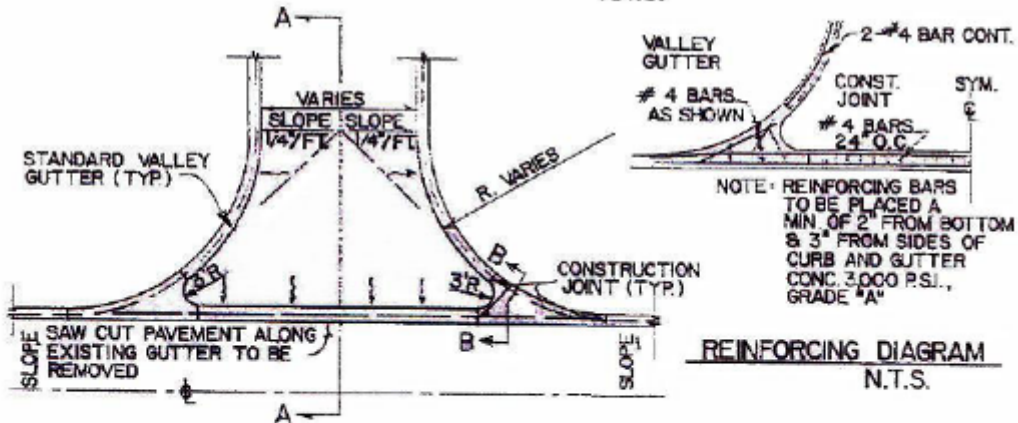 A
VARIES
SLOPE SLOPE
1/4"/FT. 1/4"/FT.
STANDARD VALLEY
GUTTER (TYP.)
R. VARIES
3'R
3'R
B
CONSTRUCTION
JOINT (TYP.)
B
SAW CUT PAVEMENT ALONG
EXISTING GUTTER TO BE
REMOVED
SLOPE
SLOPE
℄
A
VALLEY
GUTTER
2-#4 BAR CONT.
# 4 BARS
AS SHOWN
CONST.
JOINT
SYM.
℄
# 4 BARS
24" O.C.
NOTE: REINFORCING BARS
TO BE PLACED A
MIN. OF 2" FROM BOTTOM
& 3" FROM SIDES OF
CURB AND GUTTER
CONC. 3,000 P.S.I.,
GRADE "A"
REINFORCING DIAGRAM
N.T.S.